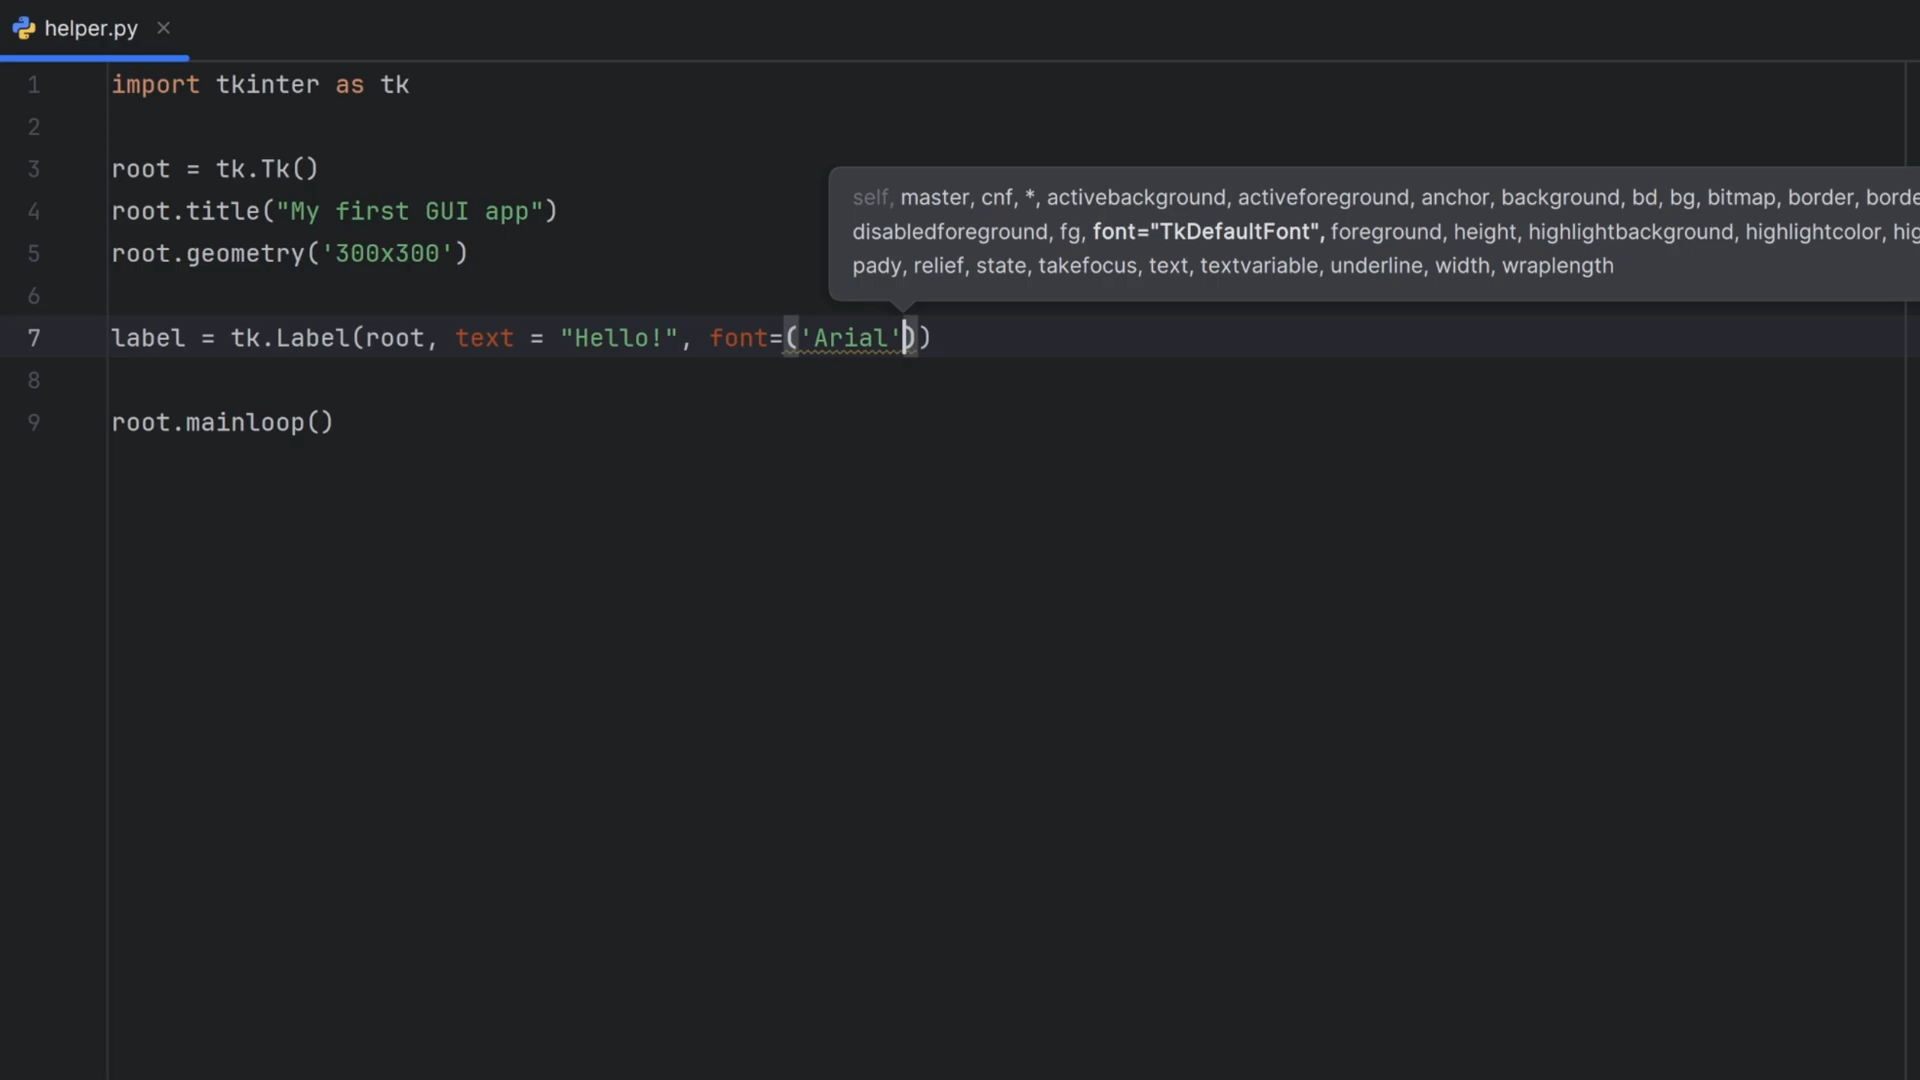 helper.py
1 import tkinter as tk
2
3 root = tk.Tk()
4 root.title("My first GUI app")
5 root.geometry('300x300')
6
self, master, cnf, *, activebackground, activeforeground, anchor, background, bd, bg, bitmap, border,
disabledforeground, fg, font="TkDefaultFont", foreground, height, highlightbackground, highlightcolor,
pady, relief, state, takefocus, text, textvariable, underline, width, wraplength
7 label = tk.Label(root, text = "Hello!", font=('Arial'))
8
9 root.mainloop()